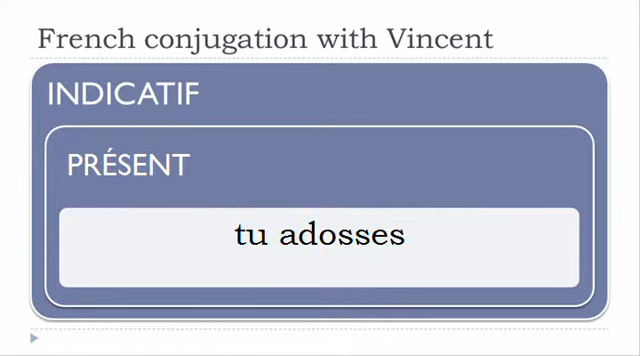 French conjugation with Vincent
INDICATIF
PRÉSENT
tu adosses